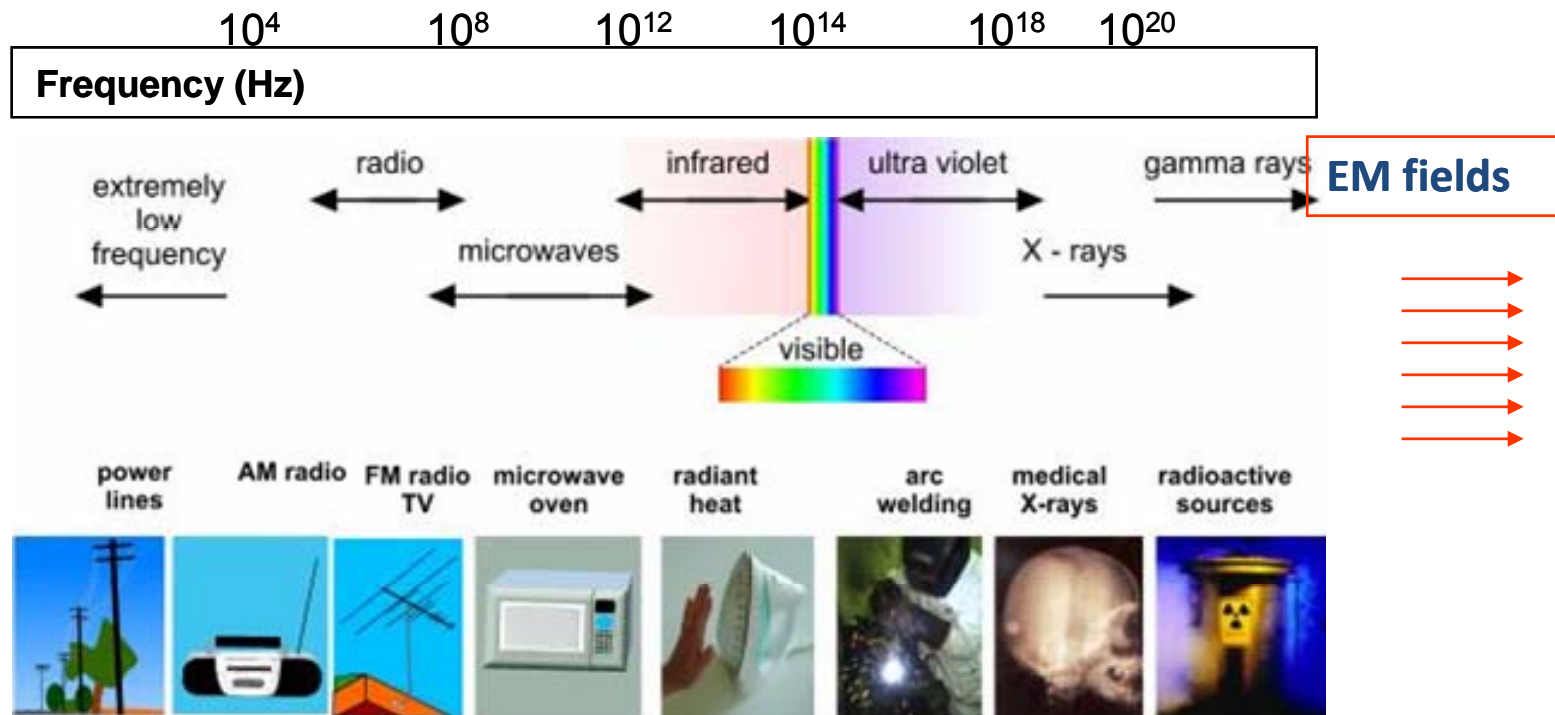 10⁴ 10⁸ 10¹² 10¹⁴ 10¹⁸ 10²⁰
Frequency (Hz)
radio infrared ultra violet gamma rays EM fields
extremely
low
frequency
microwaves X - rays
visible
power
lines
AM radio
FM radio
TV
microwave
oven
radiant
heat
arc
welding
medical
X-rays
radioactive
sources